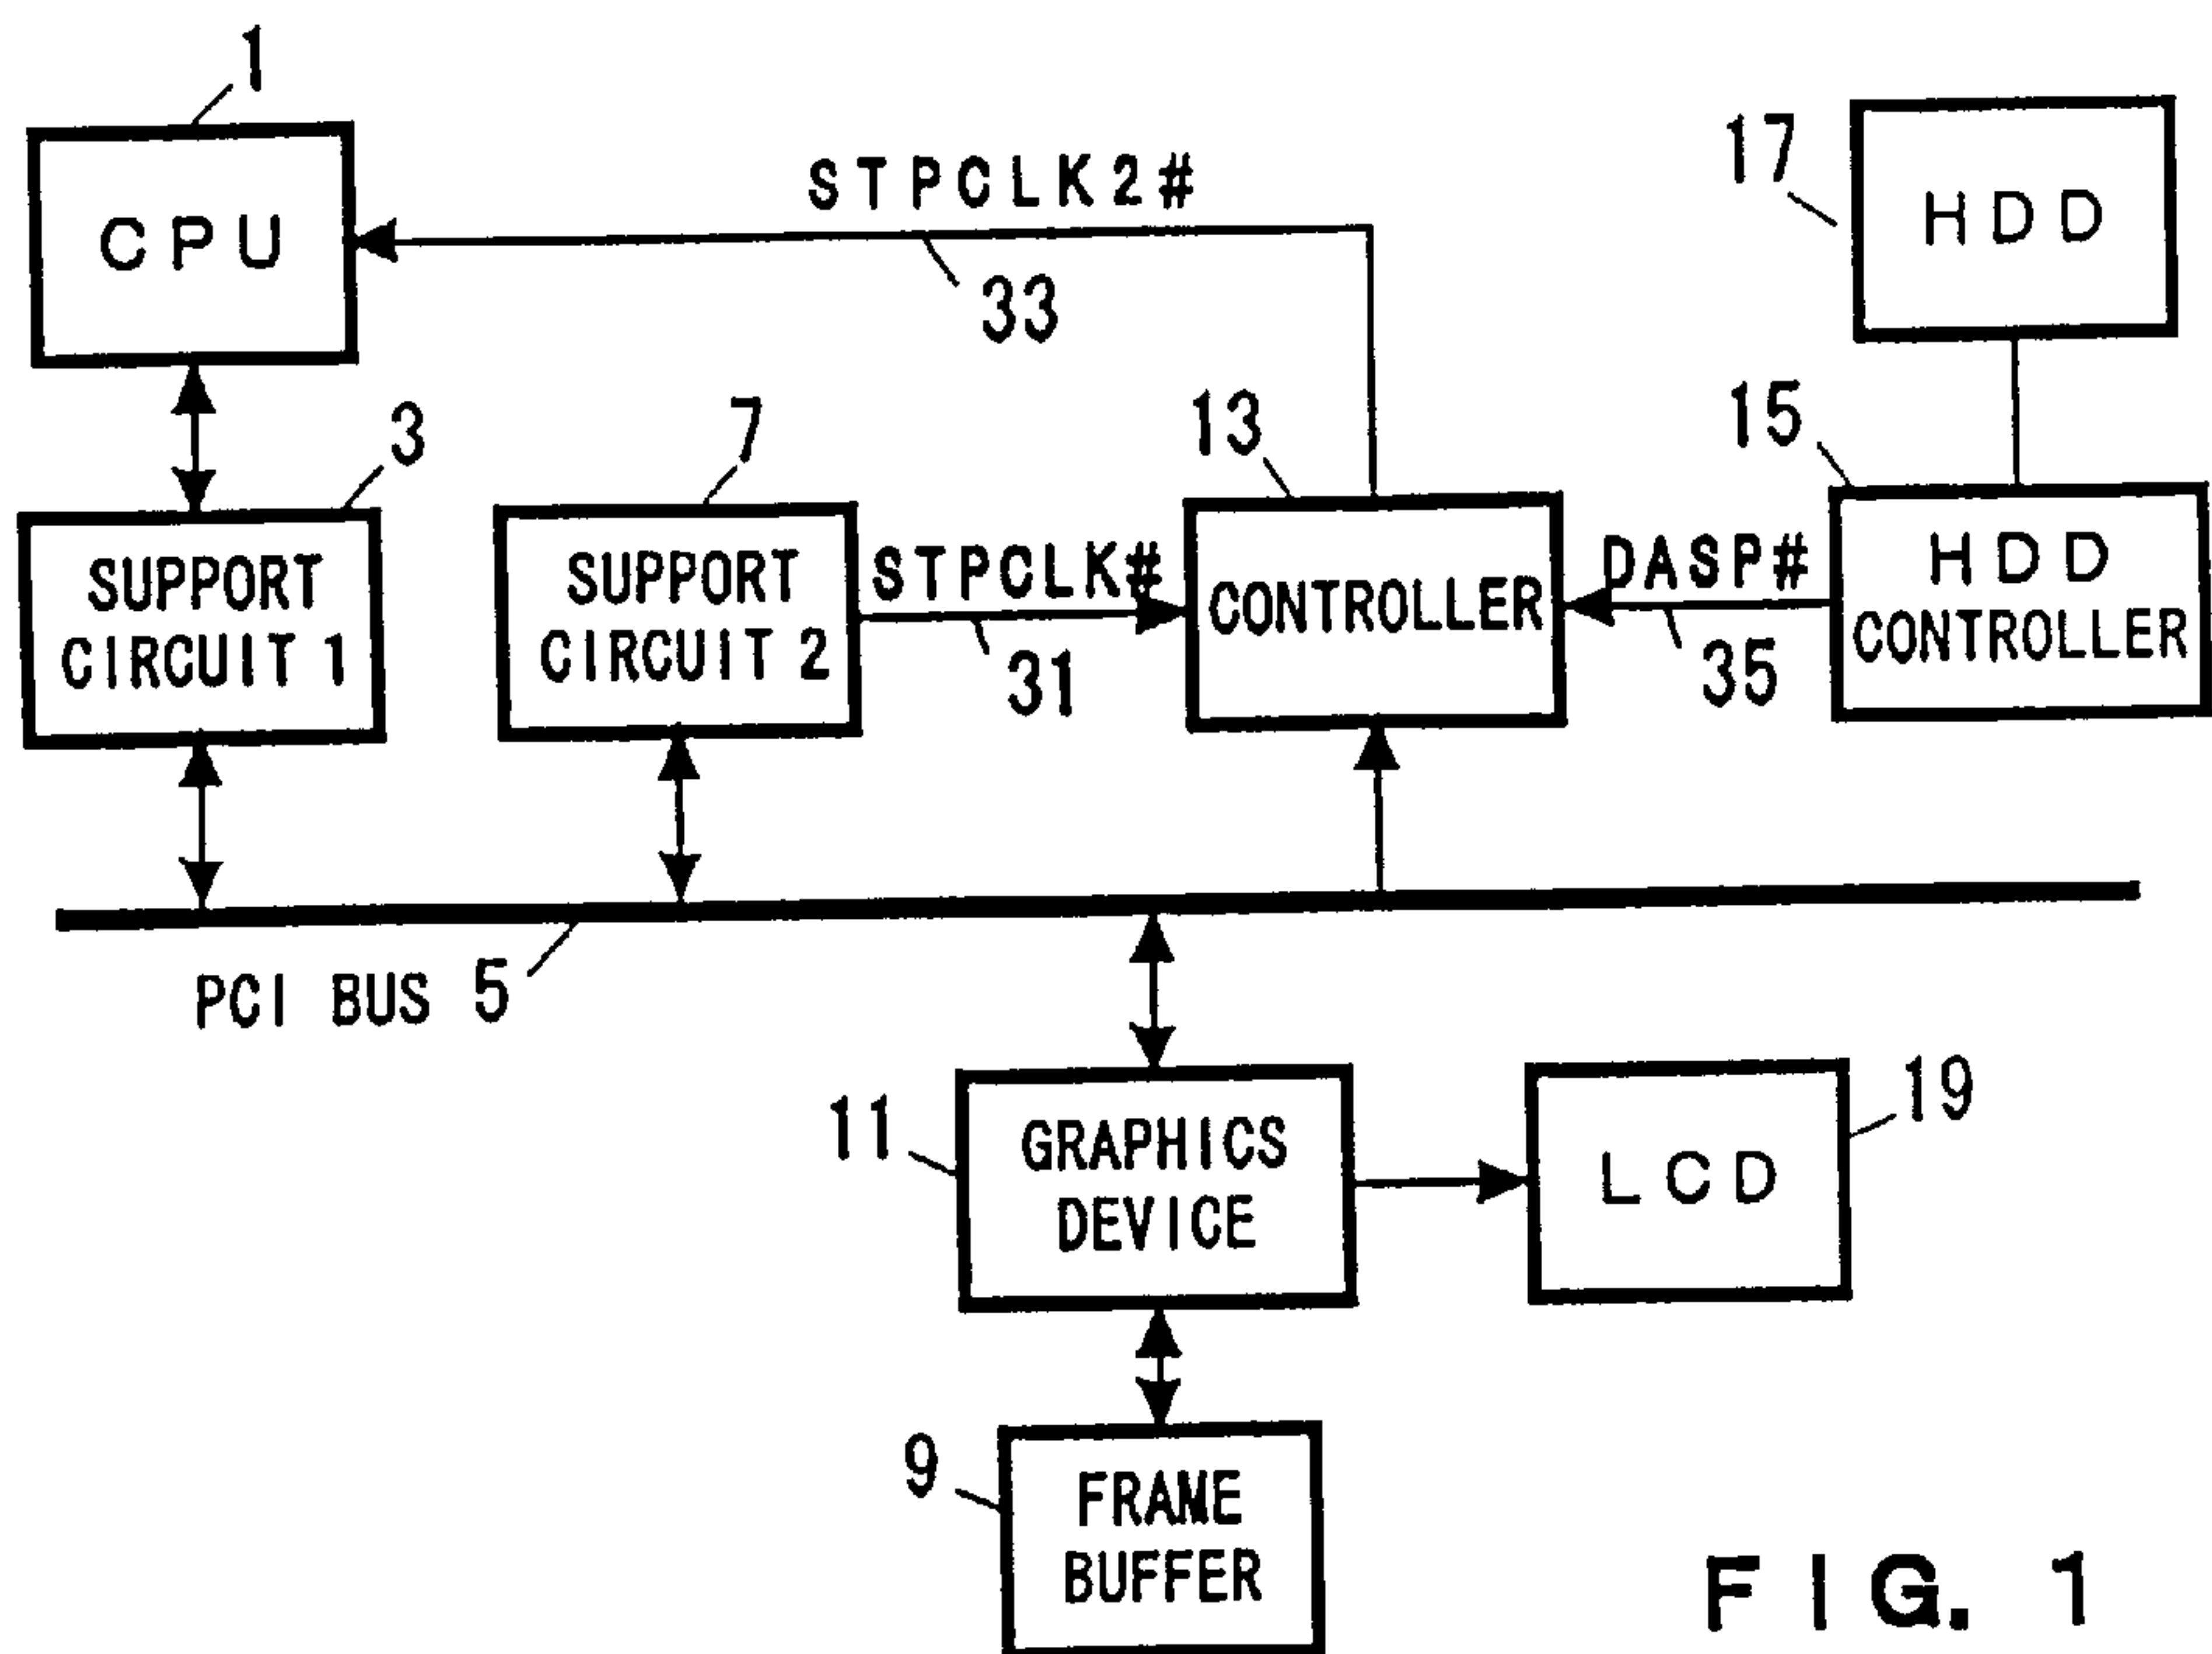 1
CPU
STPCLK2#
33
17
HDD
3
SUPPORT
CIRCUIT 1
7
SUPPORT
CIRCUIT 2
STPCLK#
31
13
CONTROLLER
DASP#
35
15
HDD
CONTROLLER
PCI BUS 5
11
GRAPHICS
DEVICE
LCD
19
9
FRAME
BUFFER
FIG. 1